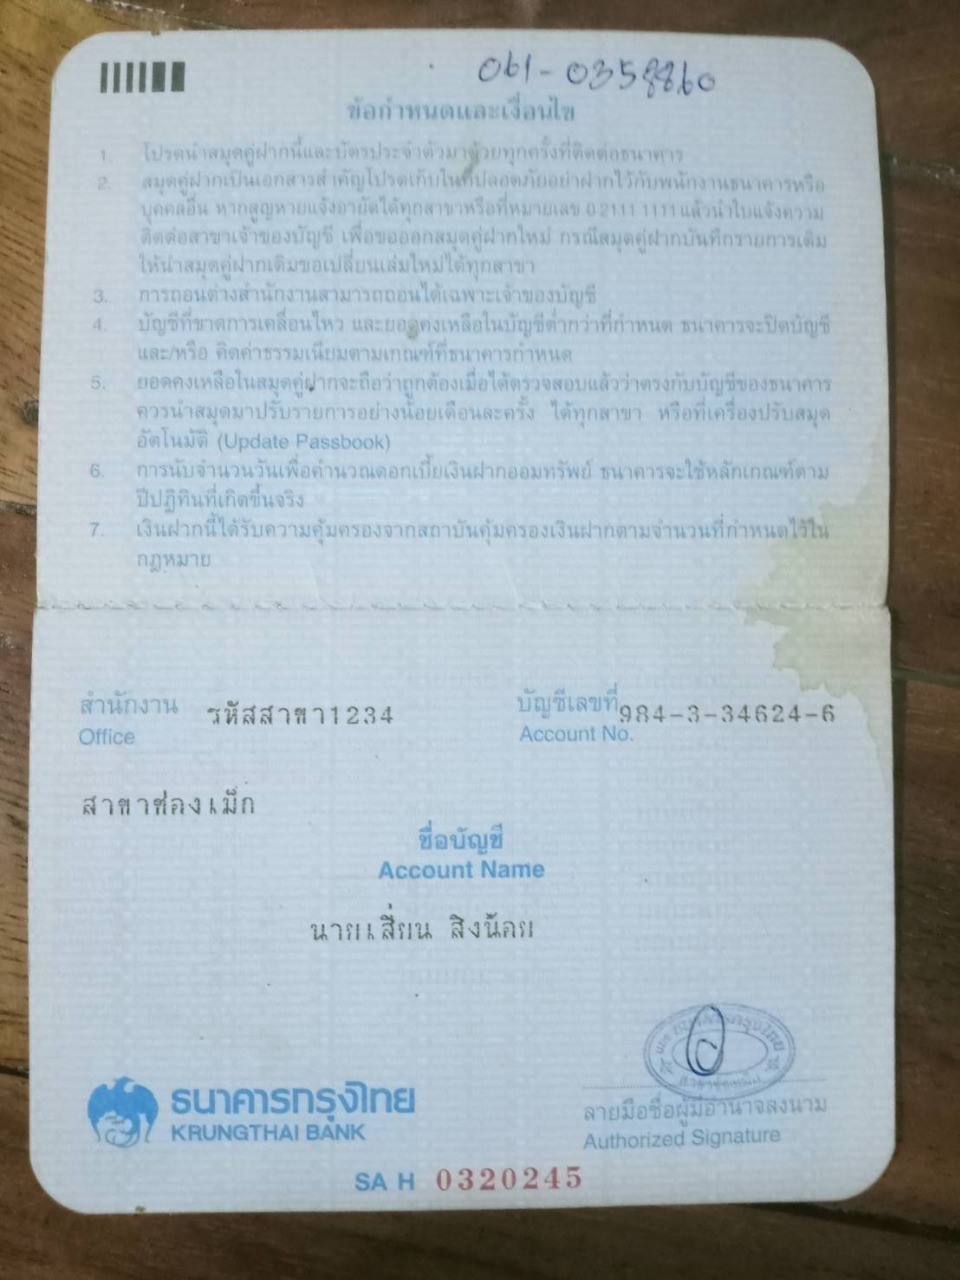 061-0358860
ข้อกำหนดและเงื่อนไข
1. โปรดนำสมุดคู่ฝากนี้และบัตรประจำตัวมาด้วยทุกครั้งที่ติดต่อธนาคาร
2. สมุดคู่ฝากเป็นเอกสารสำคัญโปรดเก็บในที่ปลอดภัยอย่าฝากไว้กับพนักงานธนาคารหรือ
บุคคลอื่น หากสูญหายแจ้งอายัดได้ทุกสาขาหรือที่หมายเลข 0 2111 1111 แล้วนำใบแจ้งความ
ติดต่อสาขาเจ้าของบัญชี เพื่อขอออกสมุดคู่ฝากใหม่ กรณีสมุดคู่ฝากบันทึกรายการเต็ม
ให้นำสมุดคู่ฝากเดิมขอเปลี่ยนเล่มใหม่ได้ทุกสาขา
3. การถอนต่างสำนักงานสามารถถอนได้เฉพาะเจ้าของบัญชี
4. บัญชีที่ขาดการเคลื่อนไหว และยอดคงเหลือในบัญชีต่ำกว่าที่กำหนด ธนาคารจะปิดบัญชี
และ/หรือ คิดค่าธรรมเนียมตามเกณฑ์ที่ธนาคารกำหนด
5. ยอดคงเหลือในสมุดคู่ฝากจะถือว่าถูกต้องเมื่อได้ตรวจสอบแล้วว่าตรงกับบัญชีของธนาคาร
ควรนำสมุดมาปรับรายการอย่างน้อยเดือนละครั้ง ได้ทุกสาขา หรือที่เครื่องปรับสมุด
อัตโนมัติ (Update Passbook)
6. การนับจำนวนวันเพื่อคำนวณดอกเบี้ยเงินฝากออมทรัพย์ ธนาคารจะใช้หลักเกณฑ์ตาม
ปีปฏิทินที่เกิดขึ้นจริง
7. เงินฝากนี้ได้รับความคุ้มครองจากสถาบันคุ้มครองเงินฝากตามจำนวนที่กำหนดไว้ใน
กฎหมาย
สำนักงาน รหัสสาขา1234 บัญชีเลขที่ 984-3-34624-6
Office Account No.
สาขาช่องเม็ก
ชื่อบัญชี
Account Name
นายเสี่ยน สิงน้อย
ธนาคารกรุงไทย
KRUNGTHAI BANK
ลายมือชื่อผู้มีอำนาจลงนาม
Authorized Signature
SA H 0320245